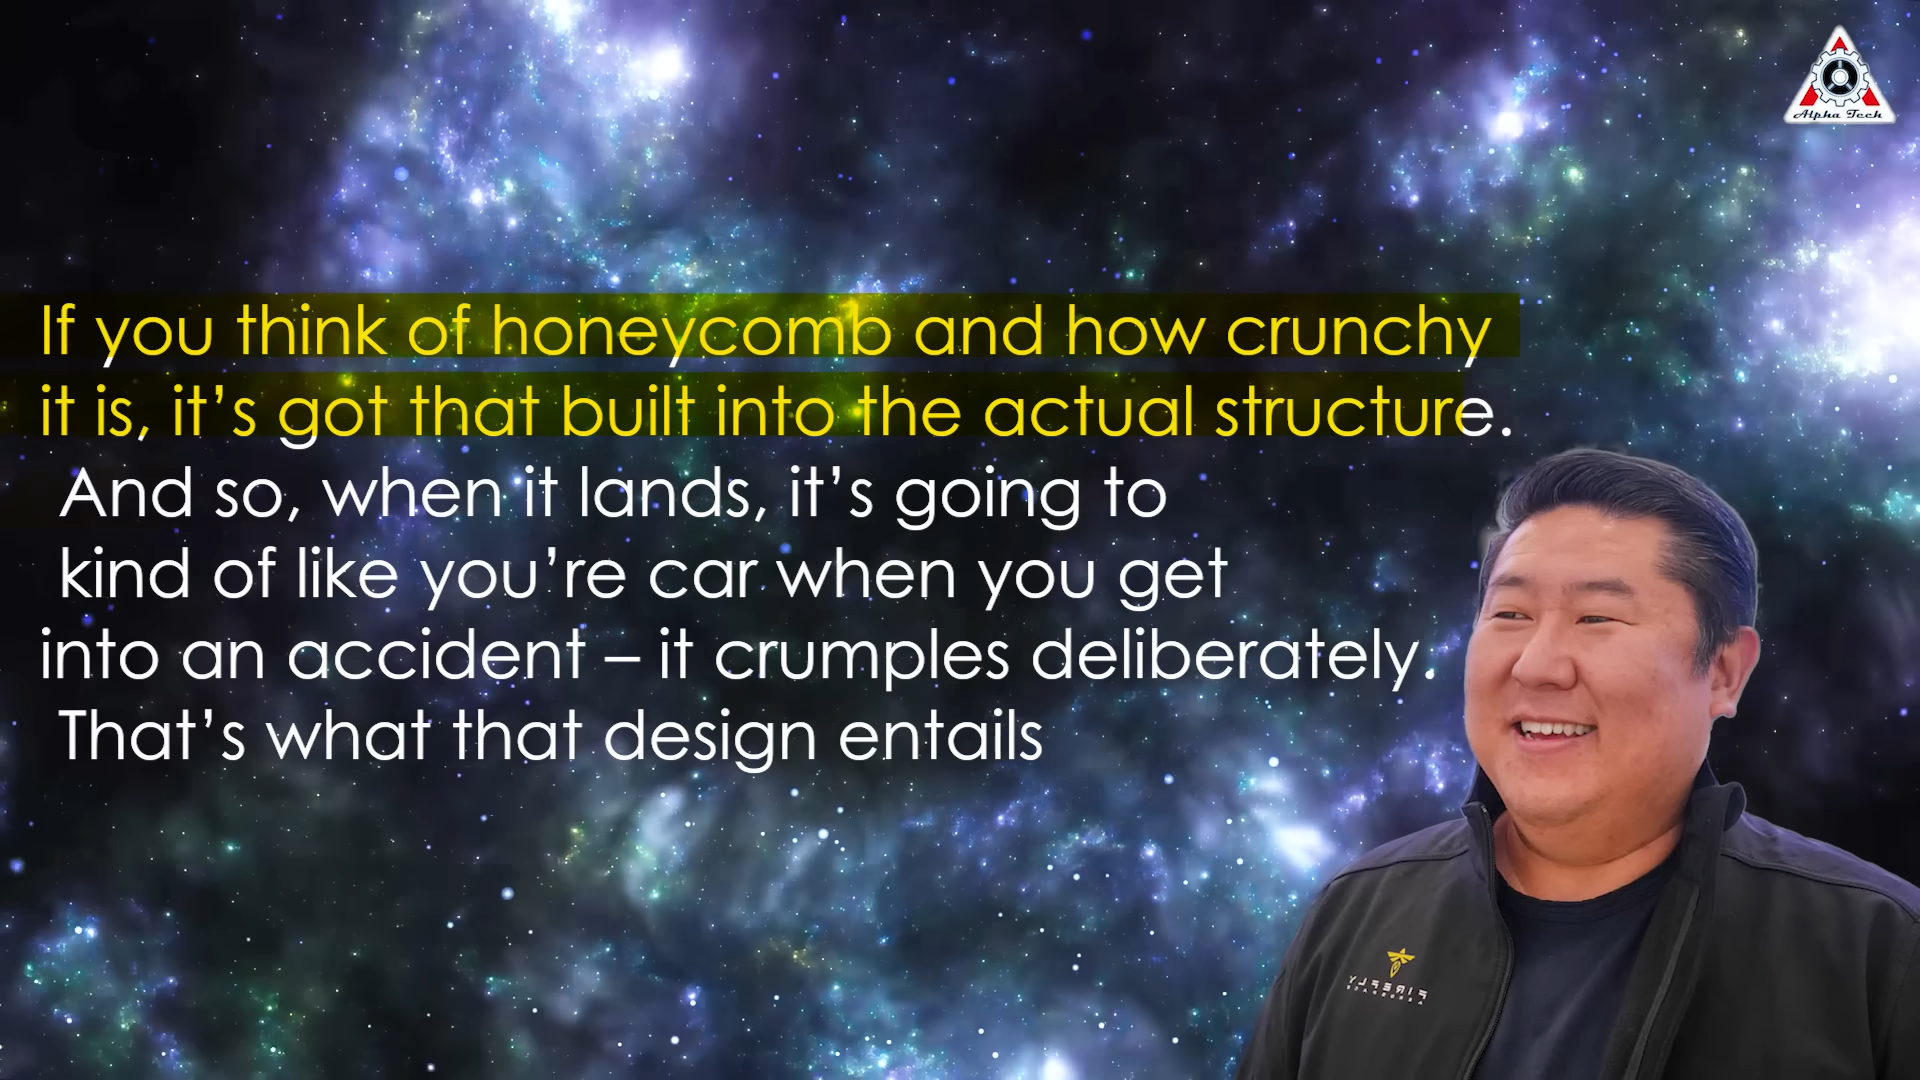 Alpha Tech
If you think of honeycomb and how crunchy
it is, it’s got that built into the actual structure.
And so, when it lands, it’s going to
kind of like you’re car when you get
into an accident – it crumples deliberately.
That’s what that design entails
FIREFLY
AEROSPACE